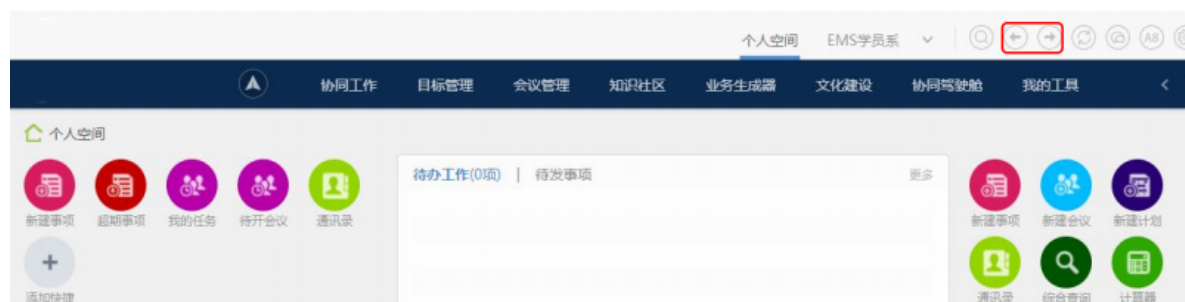 个人空间 EMS学员系 A8
协同工作 目标管理 会议管理 知识社区 业务生成器 文化建设 协同驾驶舱 我的工具
个人空间
待办工作(0项) | 待发事项 更多
新建事项 超期事项 我的任务 待开会议 通讯录
新建事项 新建会议 新建计划
添加快捷
通讯录 综合查询 计算器